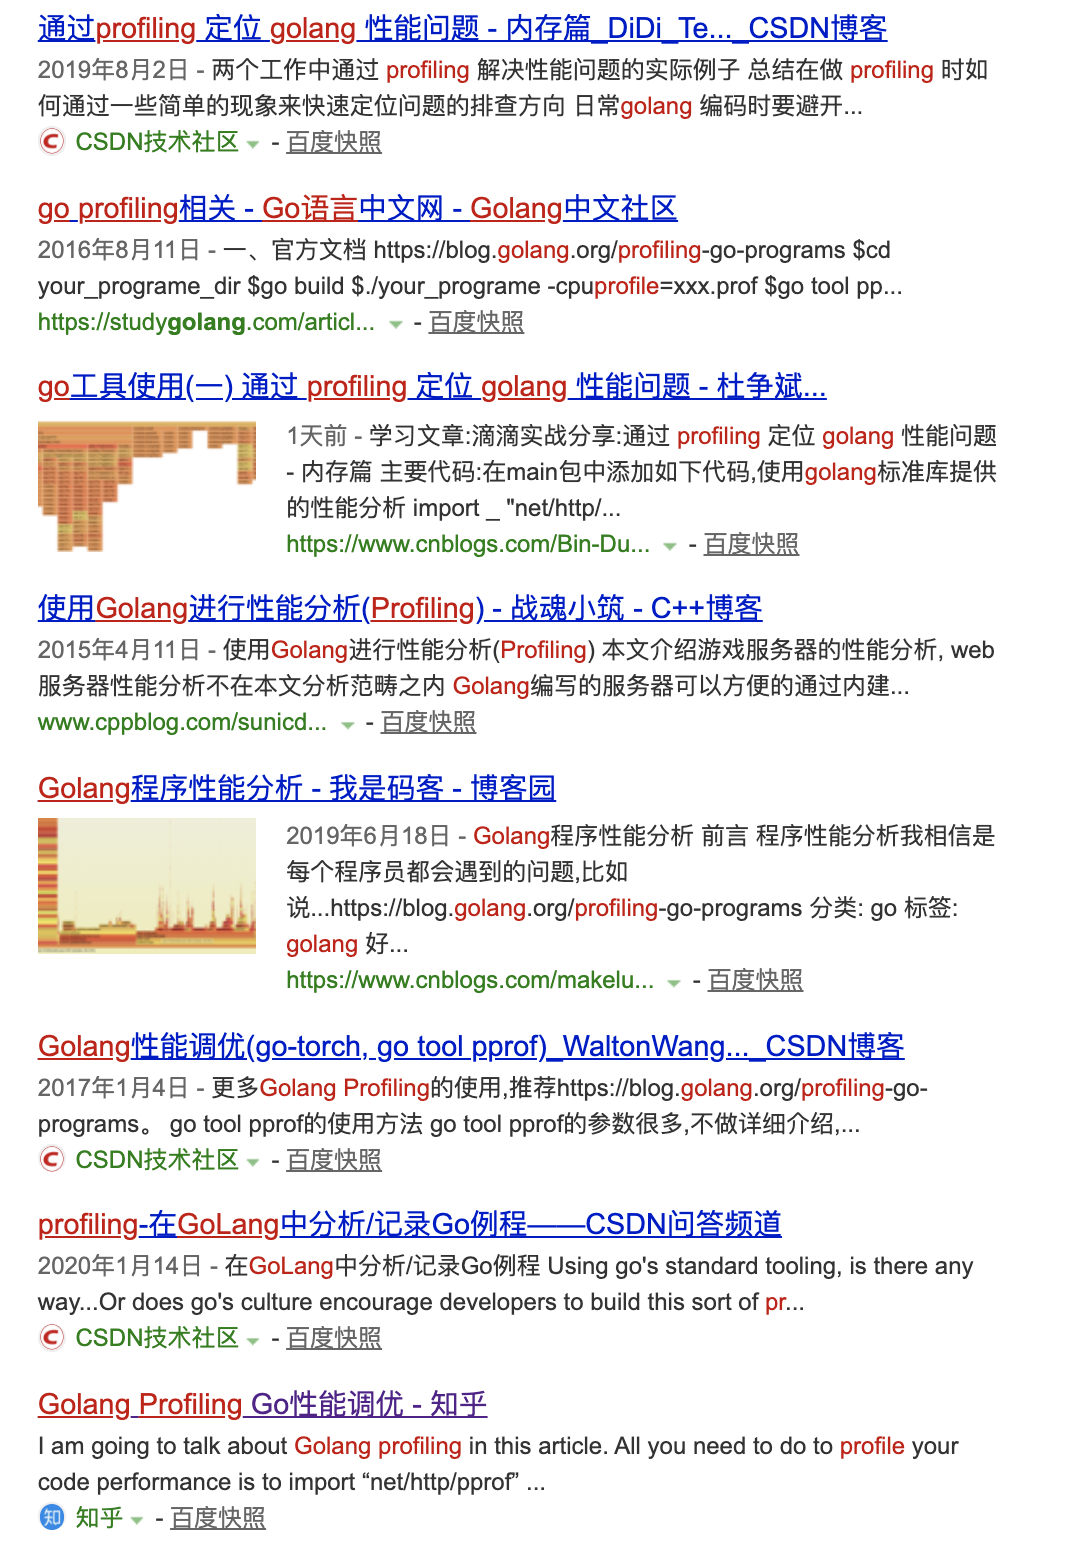 通过profiling 定位 golang 性能问题 - 内存篇_DiDi_Te..._CSDN博客
2019年8月2日 - 两个工作中通过 profiling 解决性能问题的实际例子 总结在做 profiling 时如
何通过一些简单的现象来快速定位问题的排查方向 日常golang 编码时要避开...
CSDN技术社区 - 百度快照
go profiling相关 - Go语言中文网 - Golang中文社区
2016年8月11日 - 一、官方文档 https://blog.golang.org/profiling-go-programs $cd
your_programe_dir $go build $./your_programe -cpuprofile=xxx.prof $go tool pp...
https://studygolang.com/articl... - 百度快照
go工具使用(一) 通过 profiling 定位 golang 性能问题 - 杜争斌...
1天前 - 学习文章:滴滴实战分享:通过 profiling 定位 golang 性能问题
- 内存篇 主要代码:在main包中添加如下代码,使用golang标准库提供
的性能分析 import _ "net/http/...
https://www.cnblogs.com/Bin-Du... - 百度快照
使用Golang进行性能分析(Profiling) - 战魂小筑 - C++博客
2015年4月11日 - 使用Golang进行性能分析(Profiling) 本文介绍游戏服务器的性能分析, web
服务器性能分析不在本文分析范畴之内 Golang编写的服务器可以方便的通过内建...
www.cppblog.com/sunicd... - 百度快照
Golang程序性能分析 - 我是码客 - 博客园
2019年6月18日 - Golang程序性能分析 前言 程序性能分析我相信是
每个程序员都会遇到的问题,比如
说...https://blog.golang.org/profiling-go-programs 分类: go 标签:
golang 好...
https://www.cnblogs.com/makelu... - 百度快照
Golang性能调优(go-torch, go tool pprof)_WaltonWang..._CSDN博客
2017年1月4日 - 更多Golang Profiling的使用,推荐https://blog.golang.org/profiling-go-
programs。 go tool pprof的使用方法 go tool pprof的参数很多,不做详细介绍,...
CSDN技术社区 - 百度快照
profiling-在GoLang中分析/记录Go例程——CSDN问答频道
2020年1月14日 - 在GoLang中分析/记录Go例程 Using go's standard tooling, is there any
way...Or does go's culture encourage developers to build this sort of pr...
CSDN技术社区 - 百度快照
Golang Profiling Go性能调优 - 知乎
I am going to talk about Golang profiling in this article. All you need to do to profile your
code performance is to import “net/http/pprof” ...
知 知乎 - 百度快照